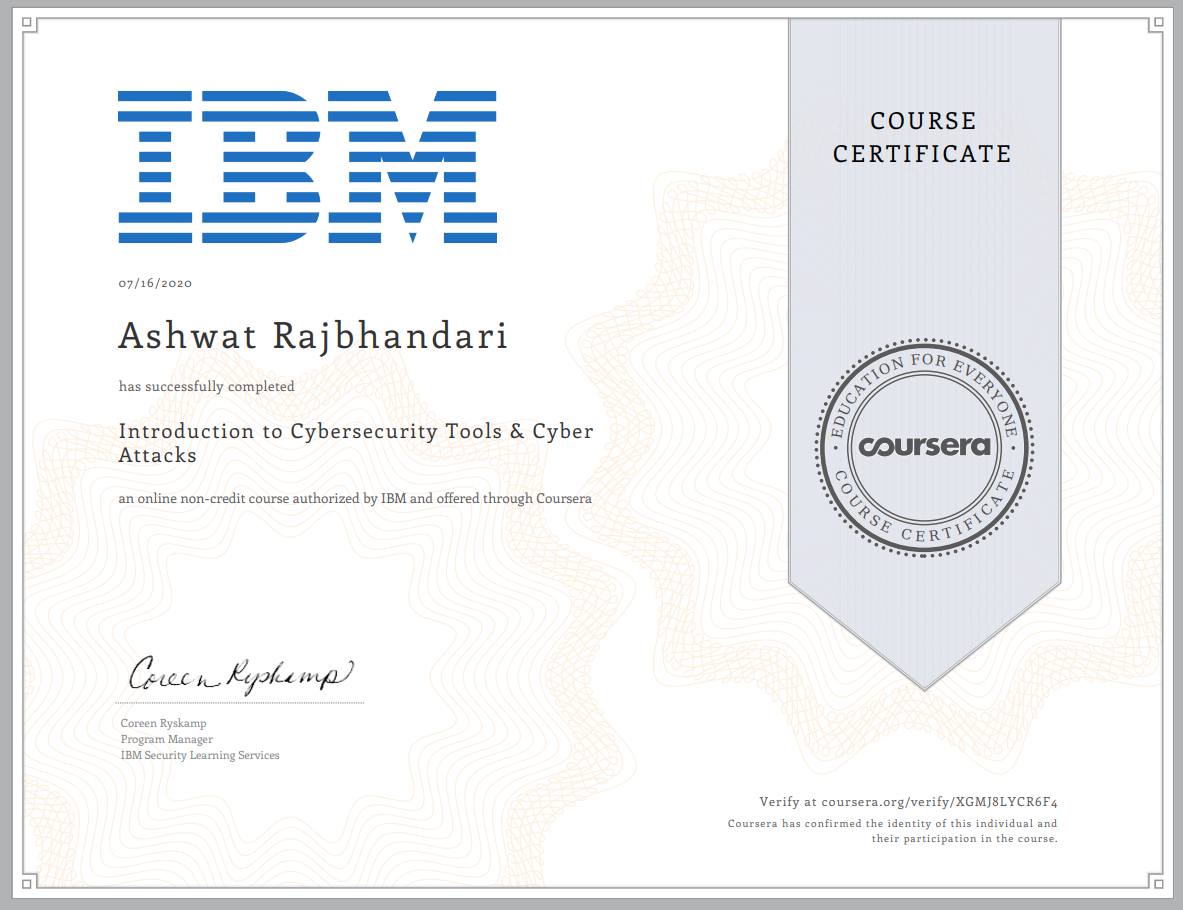 IBM
COURSE
CERTIFICATE
07/16/2020
Ashwat Rajbhandari
has successfully completed
Introduction to Cybersecurity Tools & Cyber
Attacks
an online non-credit course authorized by IBM and offered through Coursera
EDUCATION FOR EVERYONE
coursera
COURSE CERTIFICATE
Coreen Ryskamp
Coreen Ryskamp
Program Manager
IBM Security Learning Services
Verify at coursera.org/verify/XGMJ8LYCR6F4
Coursera has confirmed the identity of this individual and
their participation in the course.